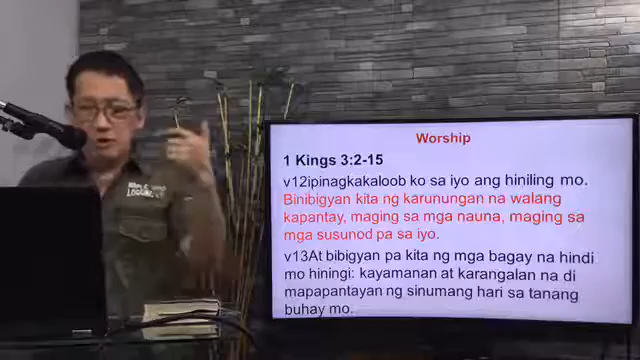 Worship
1 Kings 3:2-15
v12ipinagkakaloob ko sa iyo ang hiniling mo.
Binibigyan kita ng karunungan na walang
kapantay, maging sa mga nauna, maging sa
mga susunod pa sa iyo.
v13At bibigyan pa kita ng mga bagay na hindi
mo hiningi: kayamanan at karangalan na di
mapapantayan ng sinumang hari sa tanang
buhay mo.